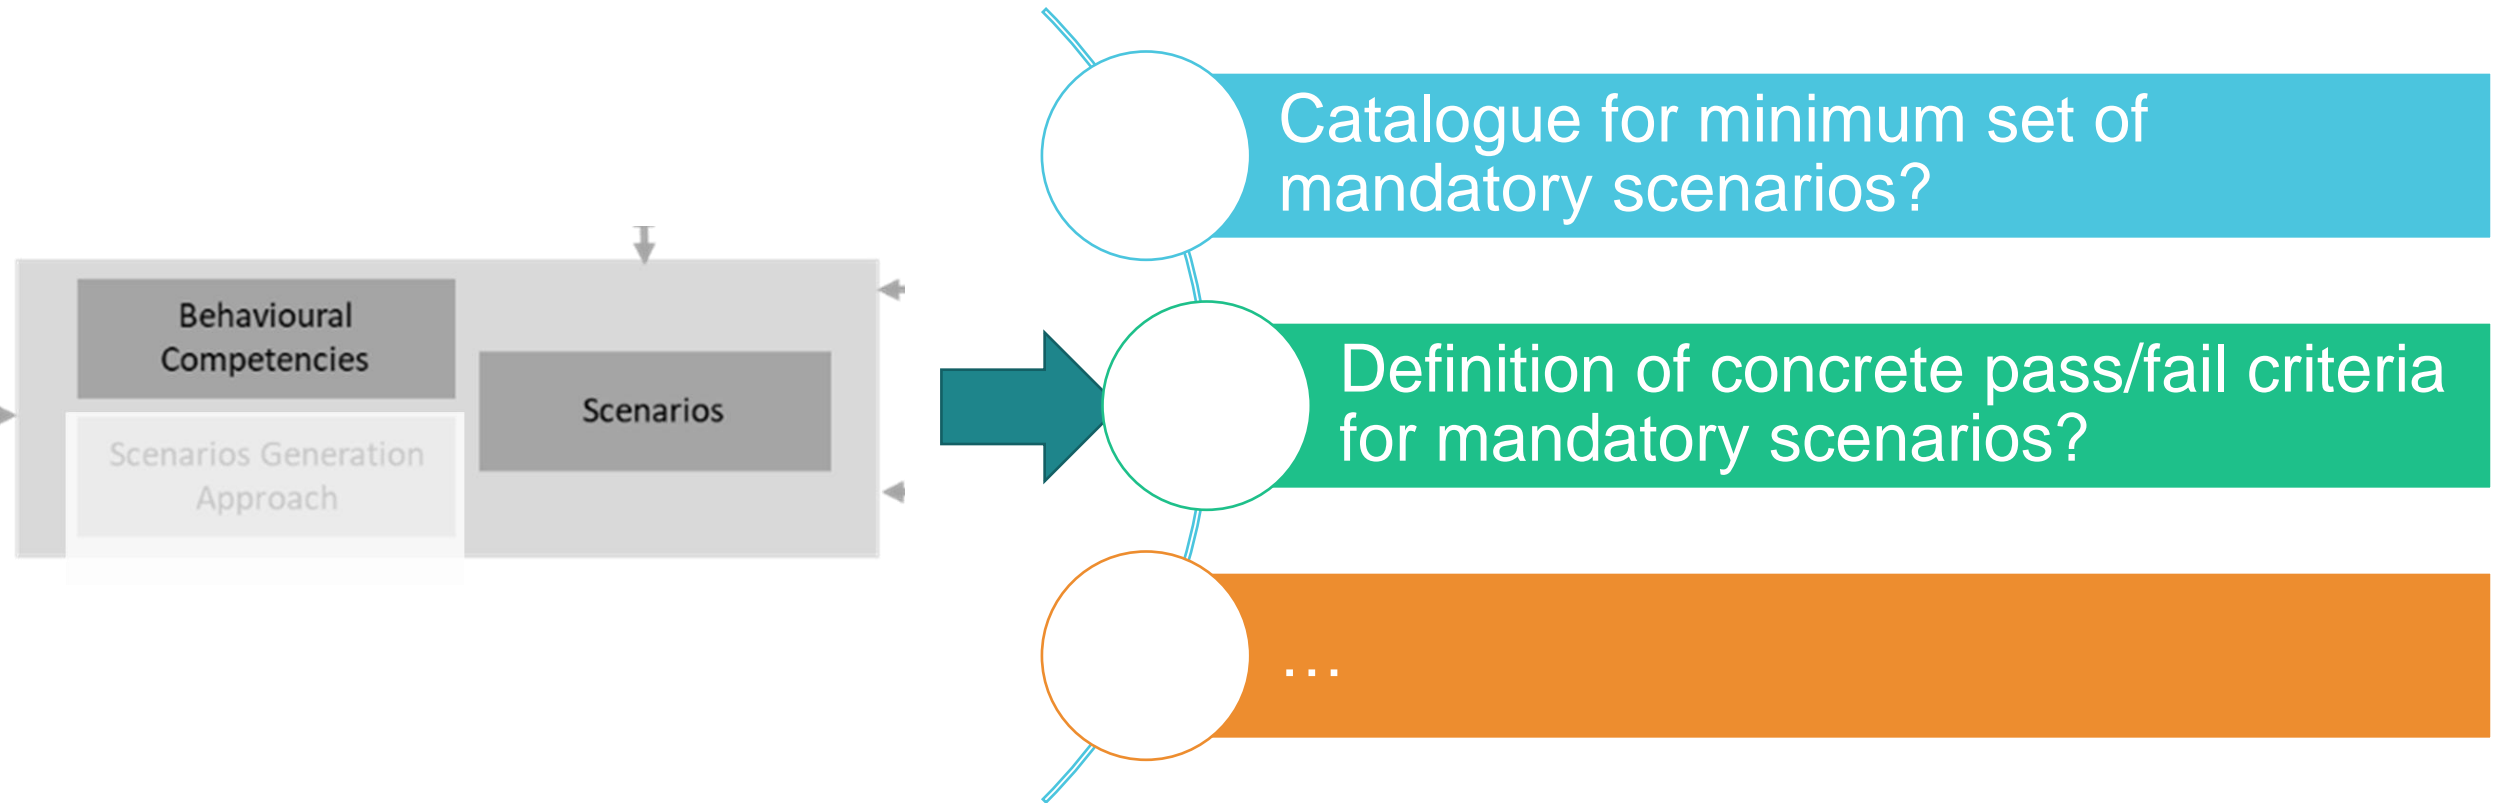 Behavioural
Competencies
Scenarios Generation
Approach
Scenarios
Catalogue for minimum set of
mandatory scenarios?
Definition of concrete pass/fail criteria
for mandatory scenarios?
...